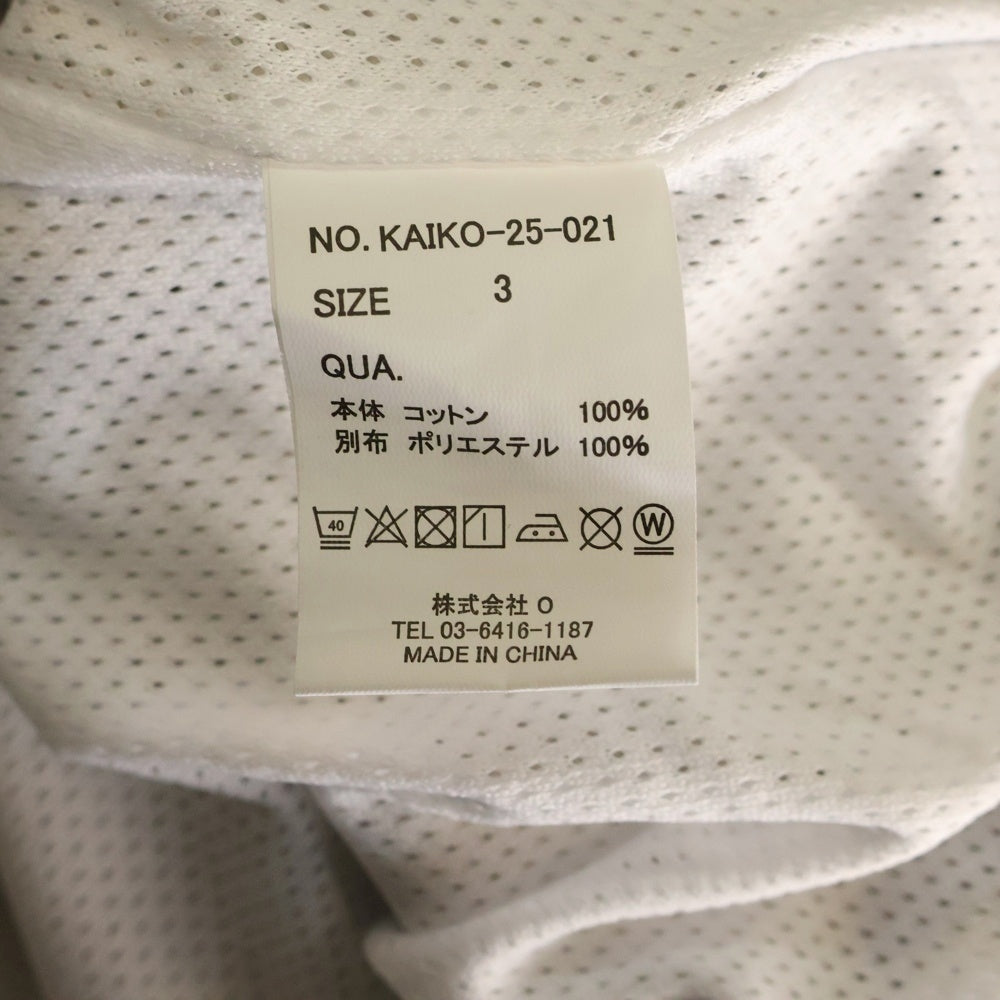 NO. KAIKO-25-021
SIZE 3
QUA.
本体 コットン 100%
別布 ポリエステル 100%
40 W
株式会社 O
TEL 03-6416-1187
MADE IN CHINA